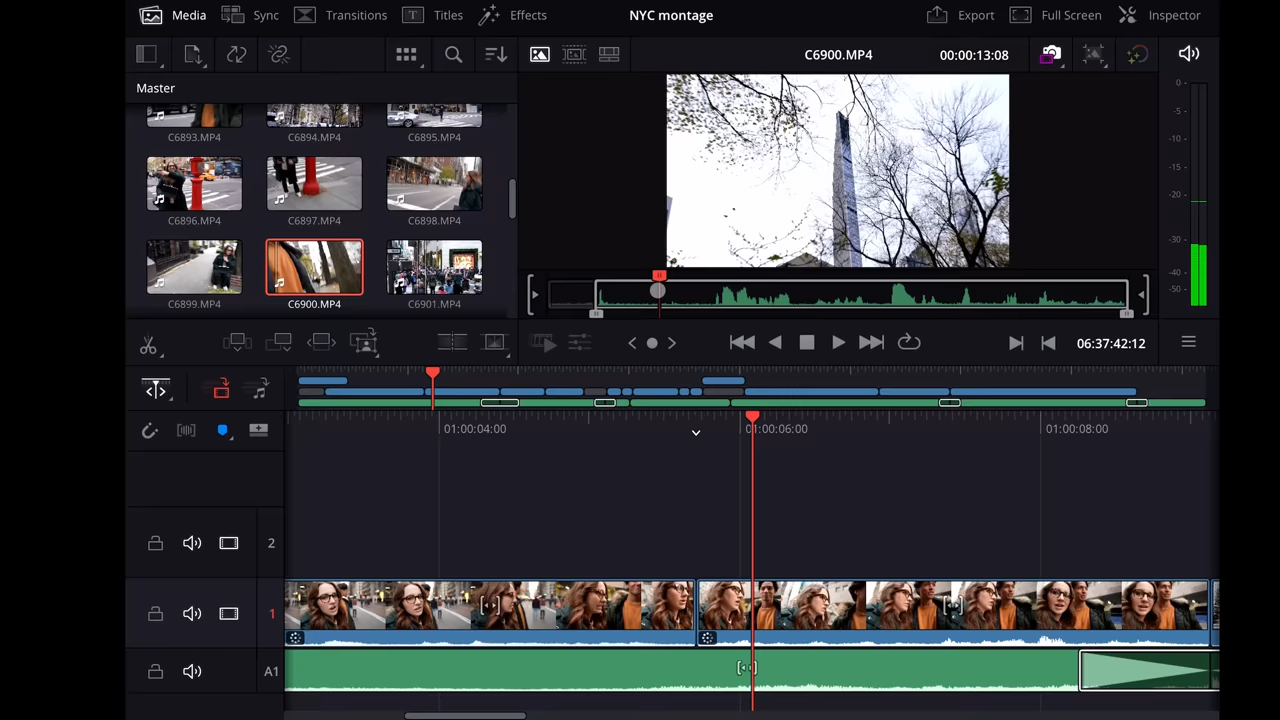 Media Sync Transitions Titles Effects NYC montage Export Full Screen Inspector
C6900.MP4 00:00:13:08
Master
C6893.MP4 C6894.MP4 C6895.MP4
C6896.MP4 C6897.MP4 C6898.MP4
C6899.MP4 C6900.MP4 C6901.MP4
0
-5
-10
-15
-20
-30
-40
-50
06:37:42:12
01:00:04:00 01:00:06:00 01:00:08:00
2
1
A1